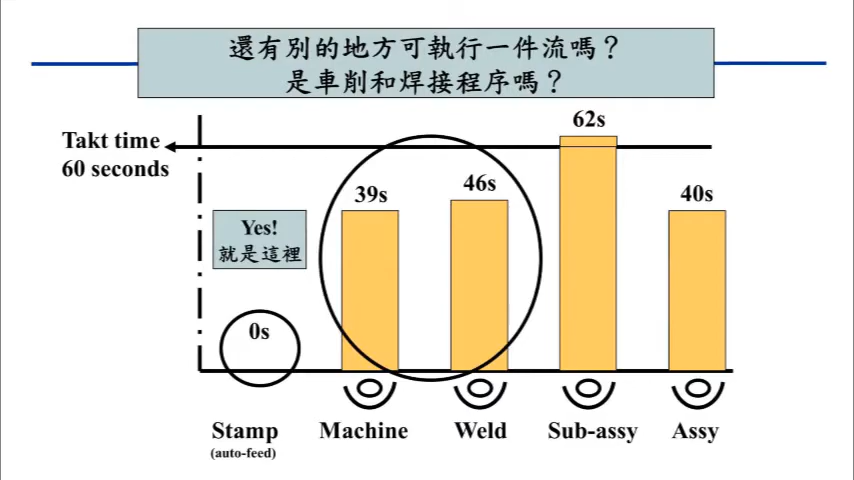 還有別的地方可執行一件流嗎？
是車削和焊接程序嗎？
Takt time
60 seconds
62s
39s
46s
40s
Yes!
就是這裡
0s
Stamp
(auto-feed)
Machine
Weld
Sub-assy
Assy